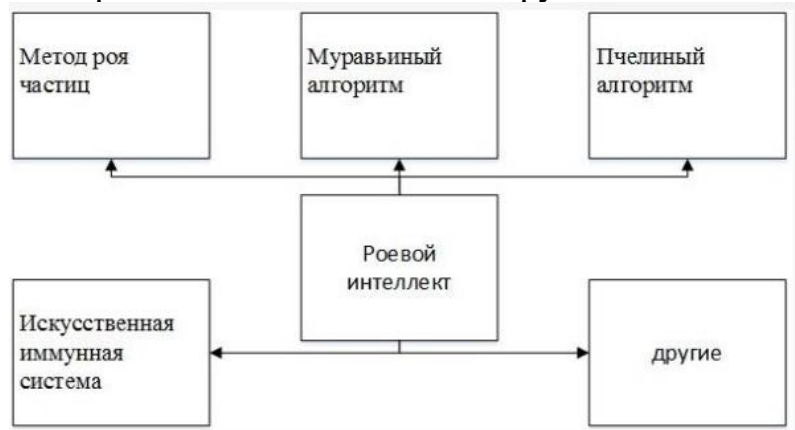 Метод роя
частиц
Муравьиный
алгоритм
Пчелиный
алгоритм
Роевой
интеллект
Искусственная
иммунная
система
другие